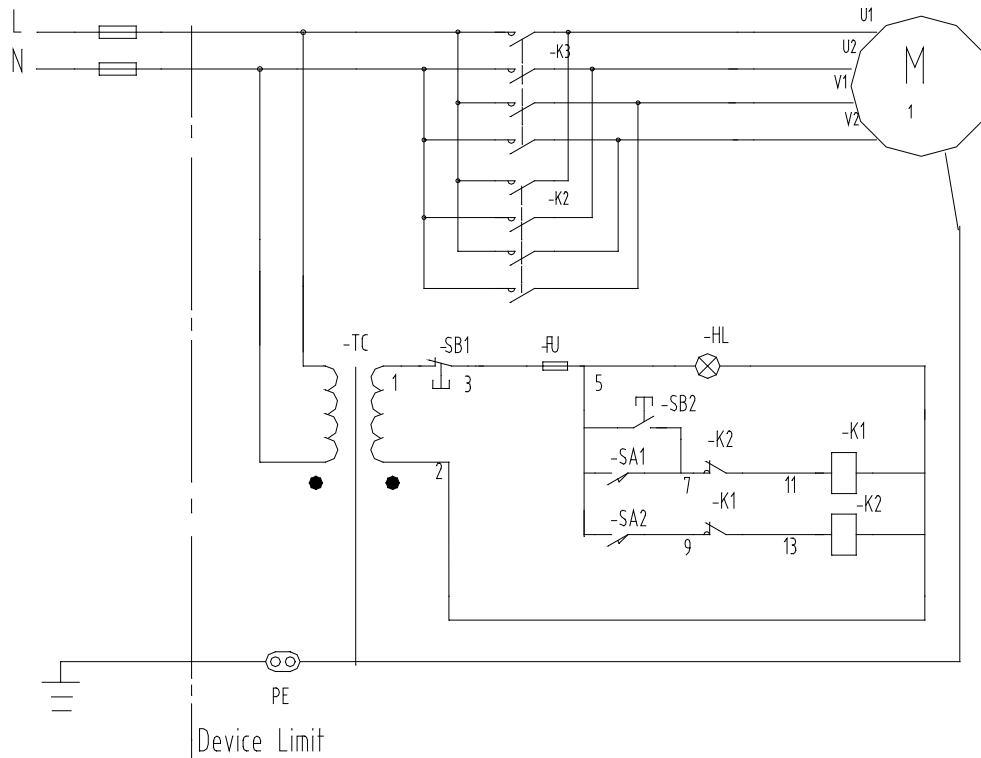 L
U1
N
-K3
U2
M
V1
1
V2
-K2
-TC
-SB1
-FU
-HL
1
3
5
-SB2
-K2
-K1
-SA1
2
7
11
-K1
-K2
-SA2
9
13
PE
Device Limit